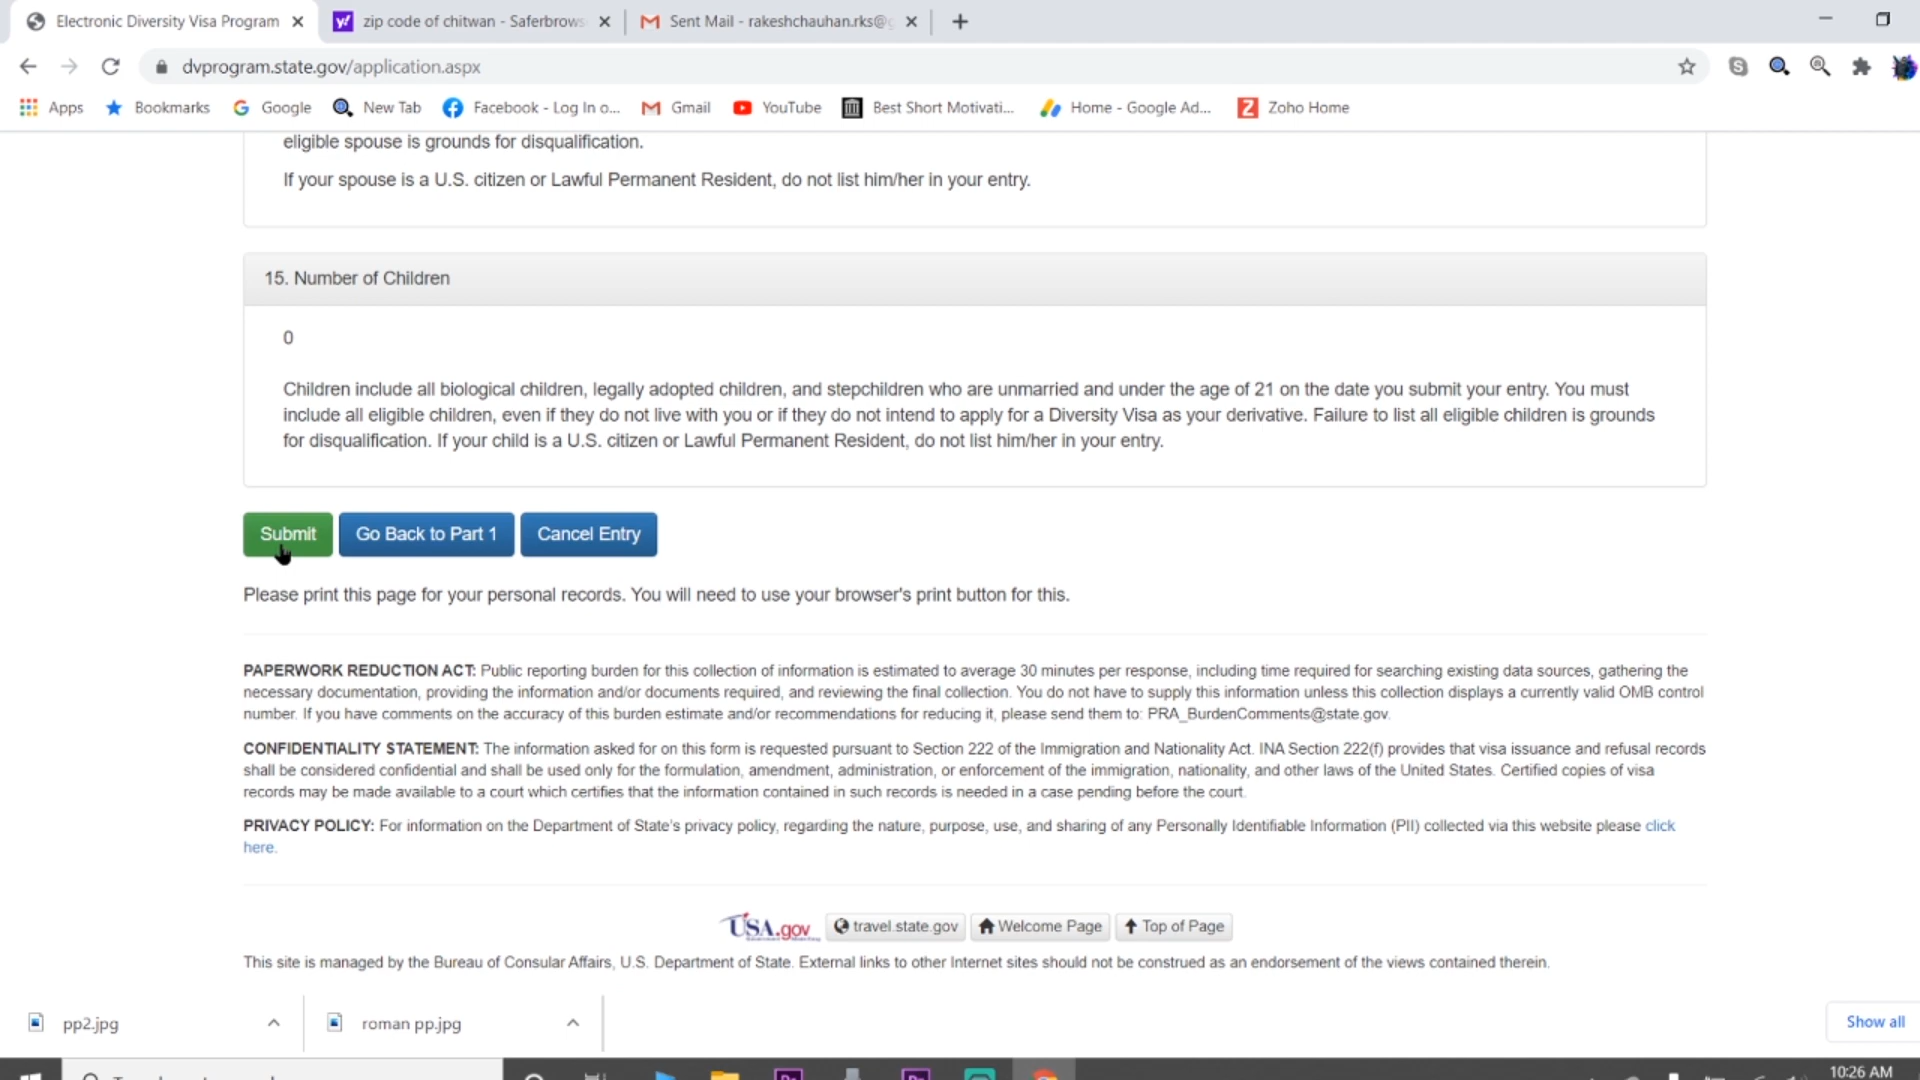 Electronic Diversity Visa Program
zip code of chitwan - Saferbrows
Sent Mail - rakeshchauhan.rks@g
dvprogram.state.gov/application.aspx
Apps Bookmarks Google New Tab Facebook - Log In o... Gmail YouTube Best Short Motivati... Home - Google Ad... Zoho Home
eligible spouse is grounds for disqualification.
If your spouse is a U.S. citizen or Lawful Permanent Resident, do not list him/her in your entry.
15. Number of Children
0
Children include all biological children, legally adopted children, and stepchildren who are unmarried and under the age of 21 on the date you submit your entry. You must
include all eligible children, even if they do not live with you or if they do not intend to apply for a Diversity Visa as your derivative. Failure to list all eligible children is grounds
for disqualification. If your child is a U.S. citizen or Lawful Permanent Resident, do not list him/her in your entry.
Submit Go Back to Part 1 Cancel Entry
Please print this page for your personal records. You will need to use your browser's print button for this.
PAPERWORK REDUCTION ACT: Public reporting burden for this collection of information is estimated to average 30 minutes per response, including time required for searching existing data sources, gathering the
necessary documentation, providing the information and/or documents required, and reviewing the final collection. You do not have to supply this information unless this collection displays a currently valid OMB control
number. If you have comments on the accuracy of this burden estimate and/or recommendations for reducing it, please send them to: PRA_BurdenComments@state.gov.
CONFIDENTIALITY STATEMENT: The information asked for on this form is requested pursuant to Section 222 of the Immigration and Nationality Act. INA Section 222(f) provides that visa issuance and refusal records
shall be considered confidential and shall be used only for the formulation, amendment, administration, or enforcement of the immigration, nationality, and other laws of the United States. Certified copies of visa
records may be made available to a court which certifies that the information contained in such records is needed in a case pending before the court.
PRIVACY POLICY: For information on the Department of State's privacy policy, regarding the nature, purpose, use, and sharing of any Personally Identifiable Information (PII) collected via this website please click
here.
USA.gov travel.state.gov Welcome Page Top of Page
This site is managed by the Bureau of Consular Affairs, U.S. Department of State. External links to other Internet sites should not be construed as an endorsement of the views contained therein.
pp2.jpg roman pp.jpg Show all
10:26 AM